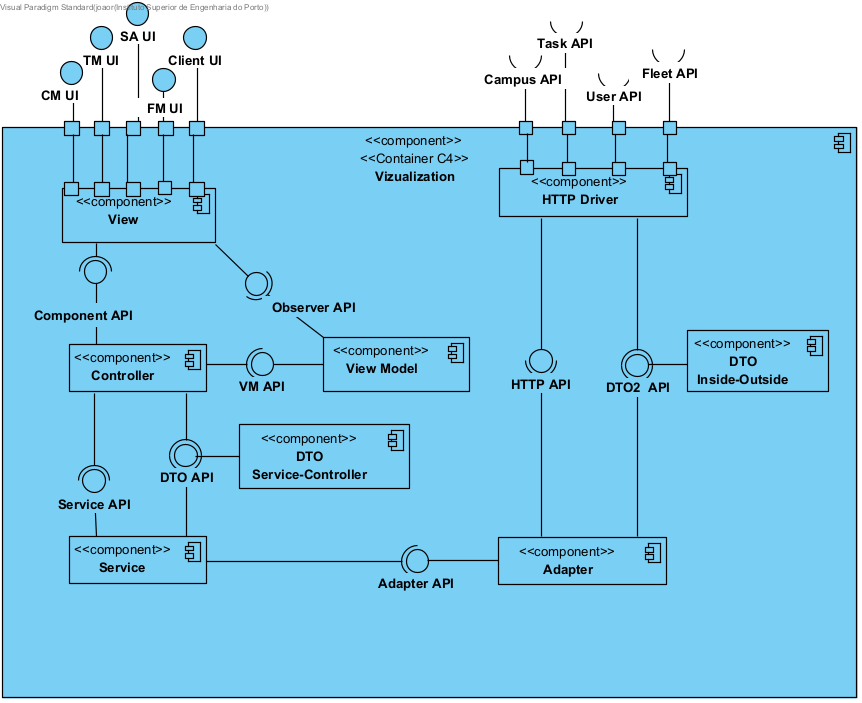 Visual Paradigm Standard(joaor(Instituto Superior de Engenharia do Porto))
SA UI
TM UI
Client UI
CM UI
FM UI
Task API
Campus API
Fleet API
User API
<<component>>
<<Container C4>>
Vizualization
<<component>>
View
<<component>>
HTTP Driver
Component API
Observer API
<<component>>
Controller
VM API
<<component>>
View Model
HTTP API
DTO2 API
<<component>>
DTO
Inside-Outside
<<component>>
DTO
Service-Controller
DTO API
Service API
<<component>>
Service
Adapter API
<<component>>
Adapter